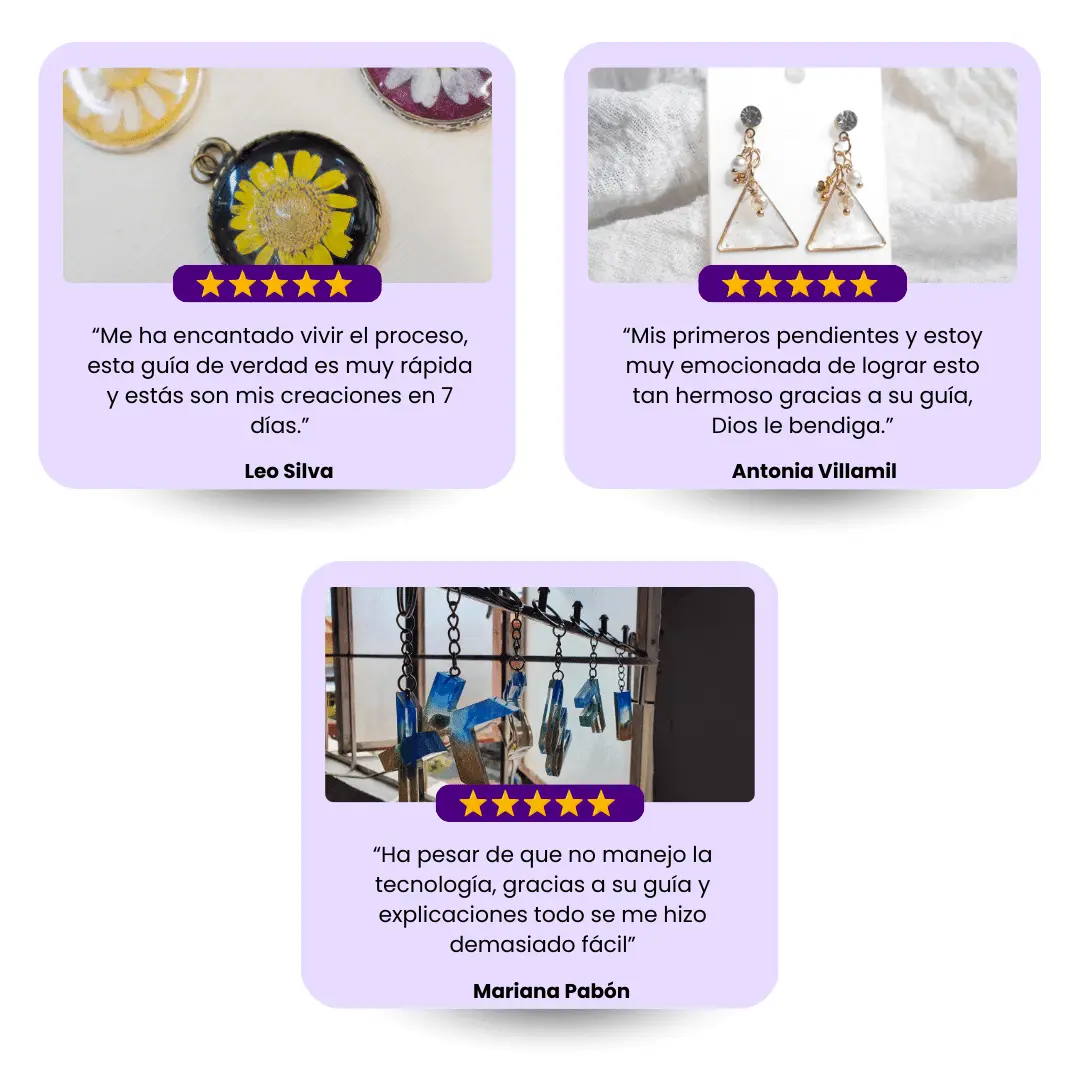 “Me ha encantado vivir el proceso,
esta guía de verdad es muy rápida
y estás son mis creaciones en 7
días.”
Leo Silva
“Mis primeros pendientes y estoy
muy emocionada de lograr esto
tan hermoso gracias a su guía,
Dios le bendiga.”
Antonia Villamil
“Ha pesar de que no manejo la
tecnología, gracias a su guía y
explicaciones todo se me hizo
demasiado fácil”
Mariana Pabón